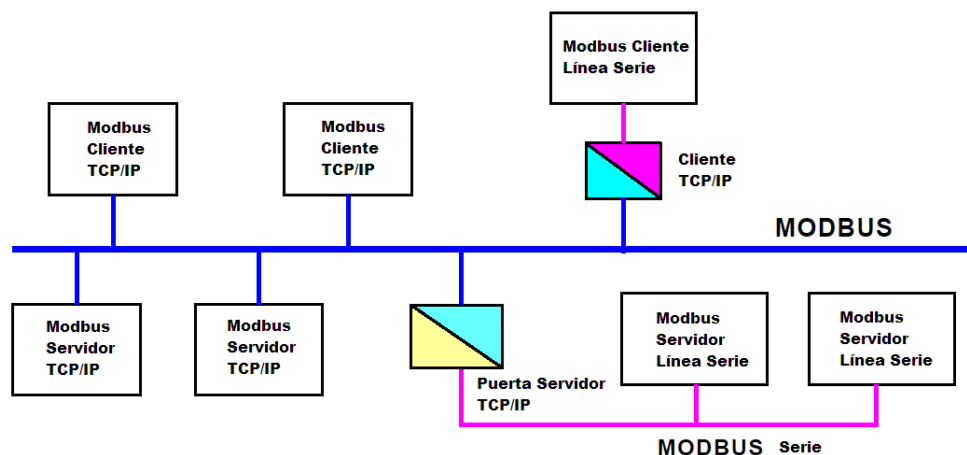 Modbus Cliente
Línea Serie
Modbus
Cliente
TCP/IP
Modbus
Cliente
TCP/IP
Cliente
TCP/IP
MODBUS
Modbus
Servidor
TCP/IP
Modbus
Servidor
TCP/IP
Puerta Servidor
TCP/IP
Modbus
Servidor
Línea Serie
Modbus
Servidor
Línea Serie
MODBUS Serie